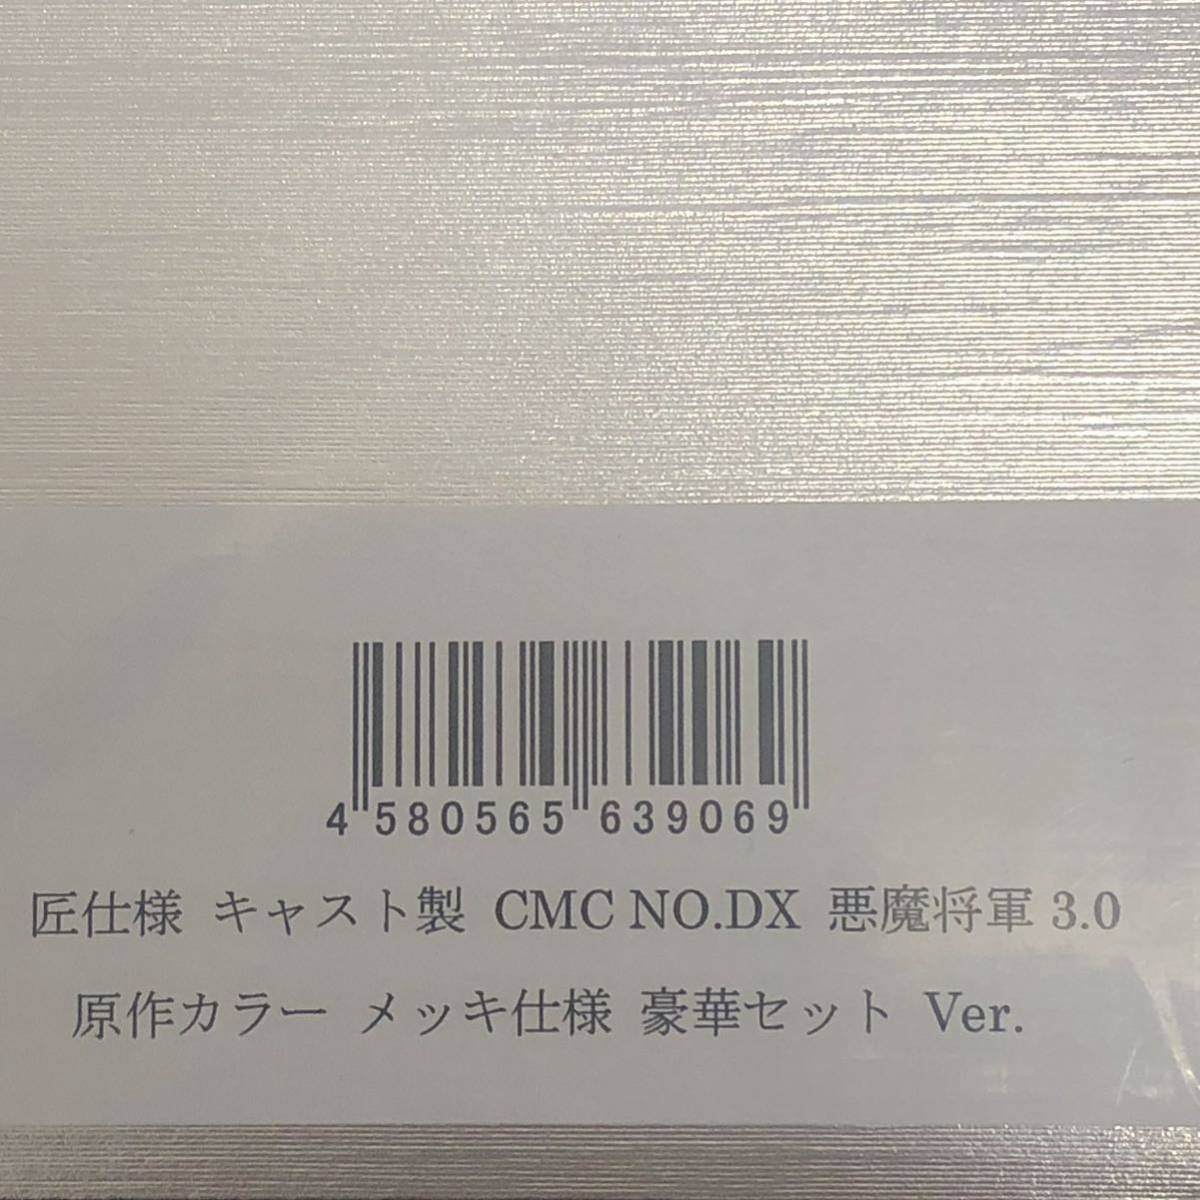 4 580565 639069
匠仕様 キャスト製 CMC NO.DX 悪魔将軍 3.0
原作カラー メッキ仕様 豪華セット Ver.